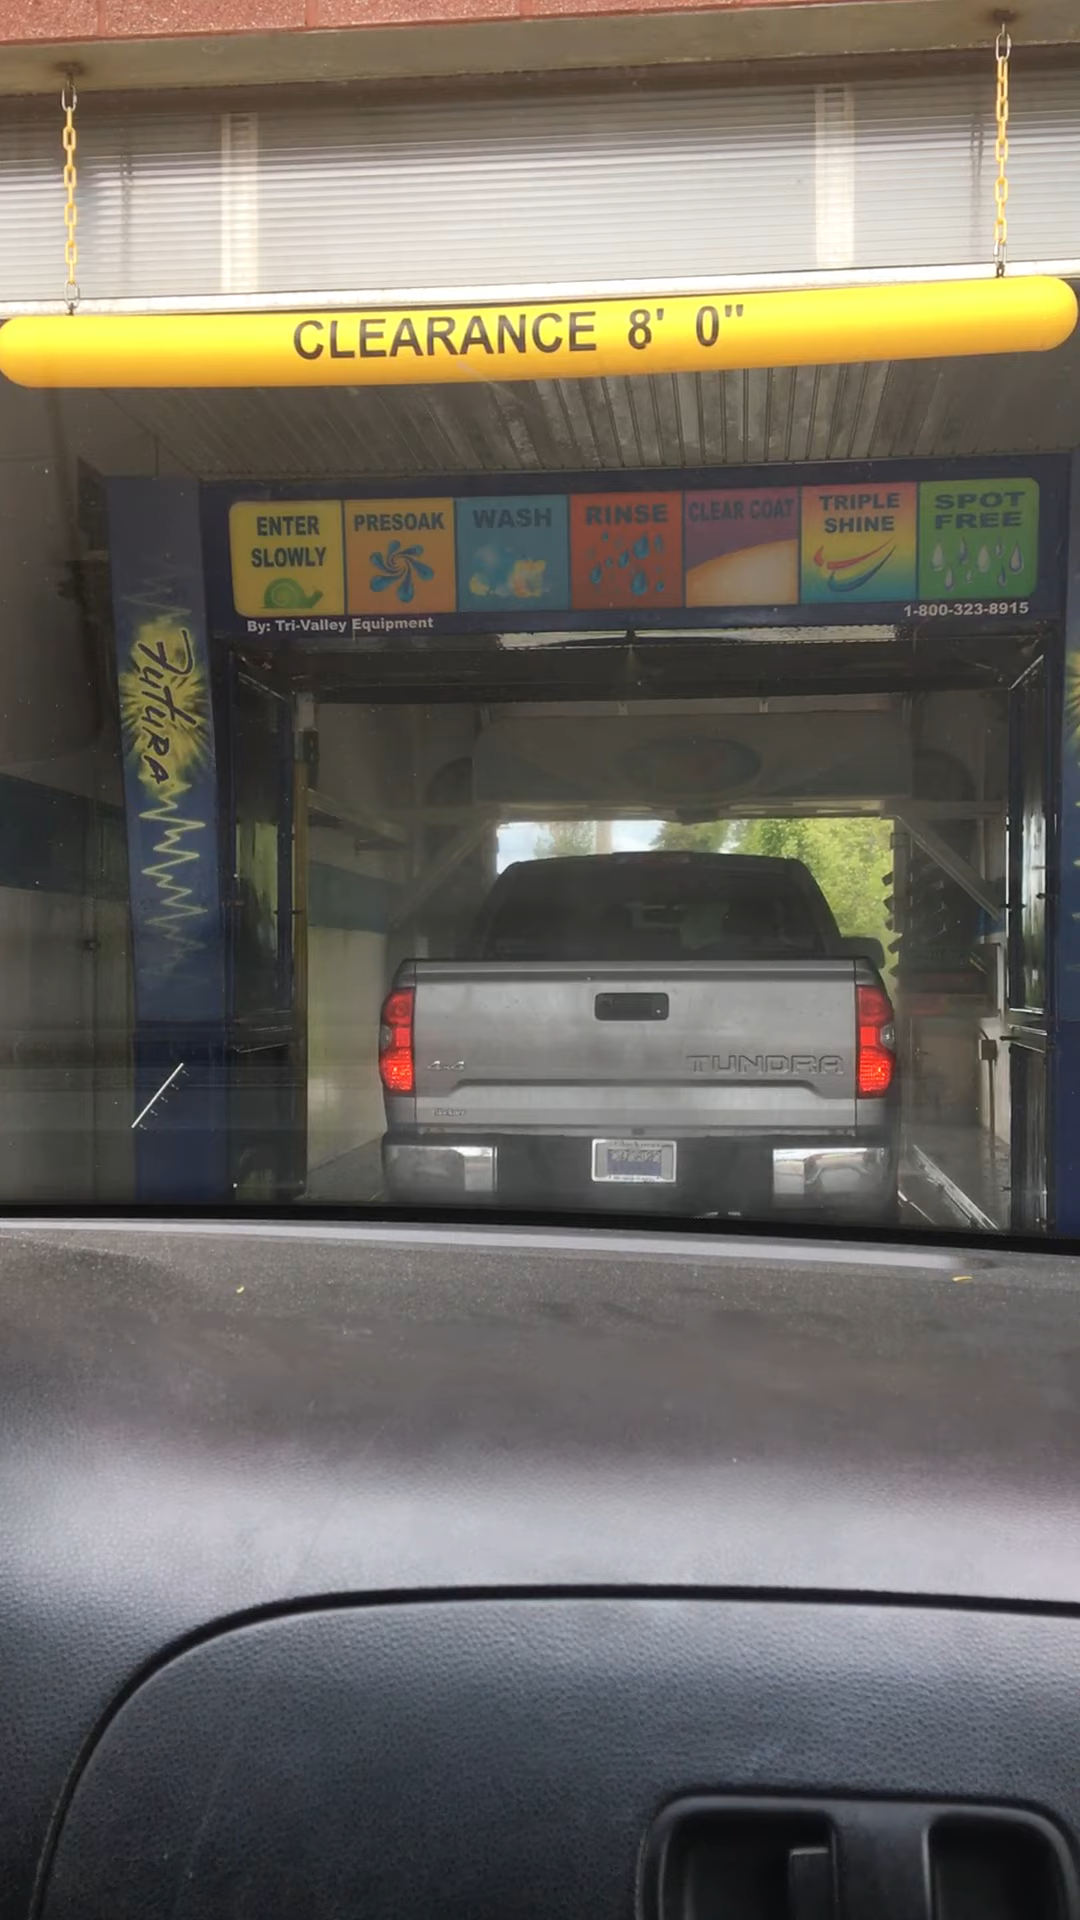 CLEARANCE 8' 0"
ENTER SLOWLY
PRESOAK
WASH
RINSE
CLEAR COAT
TRIPLE SHINE
SPOT FREE
By: Tri-Valley Equipment
1-800-323-8915
Futura
4x4
TUNDRA